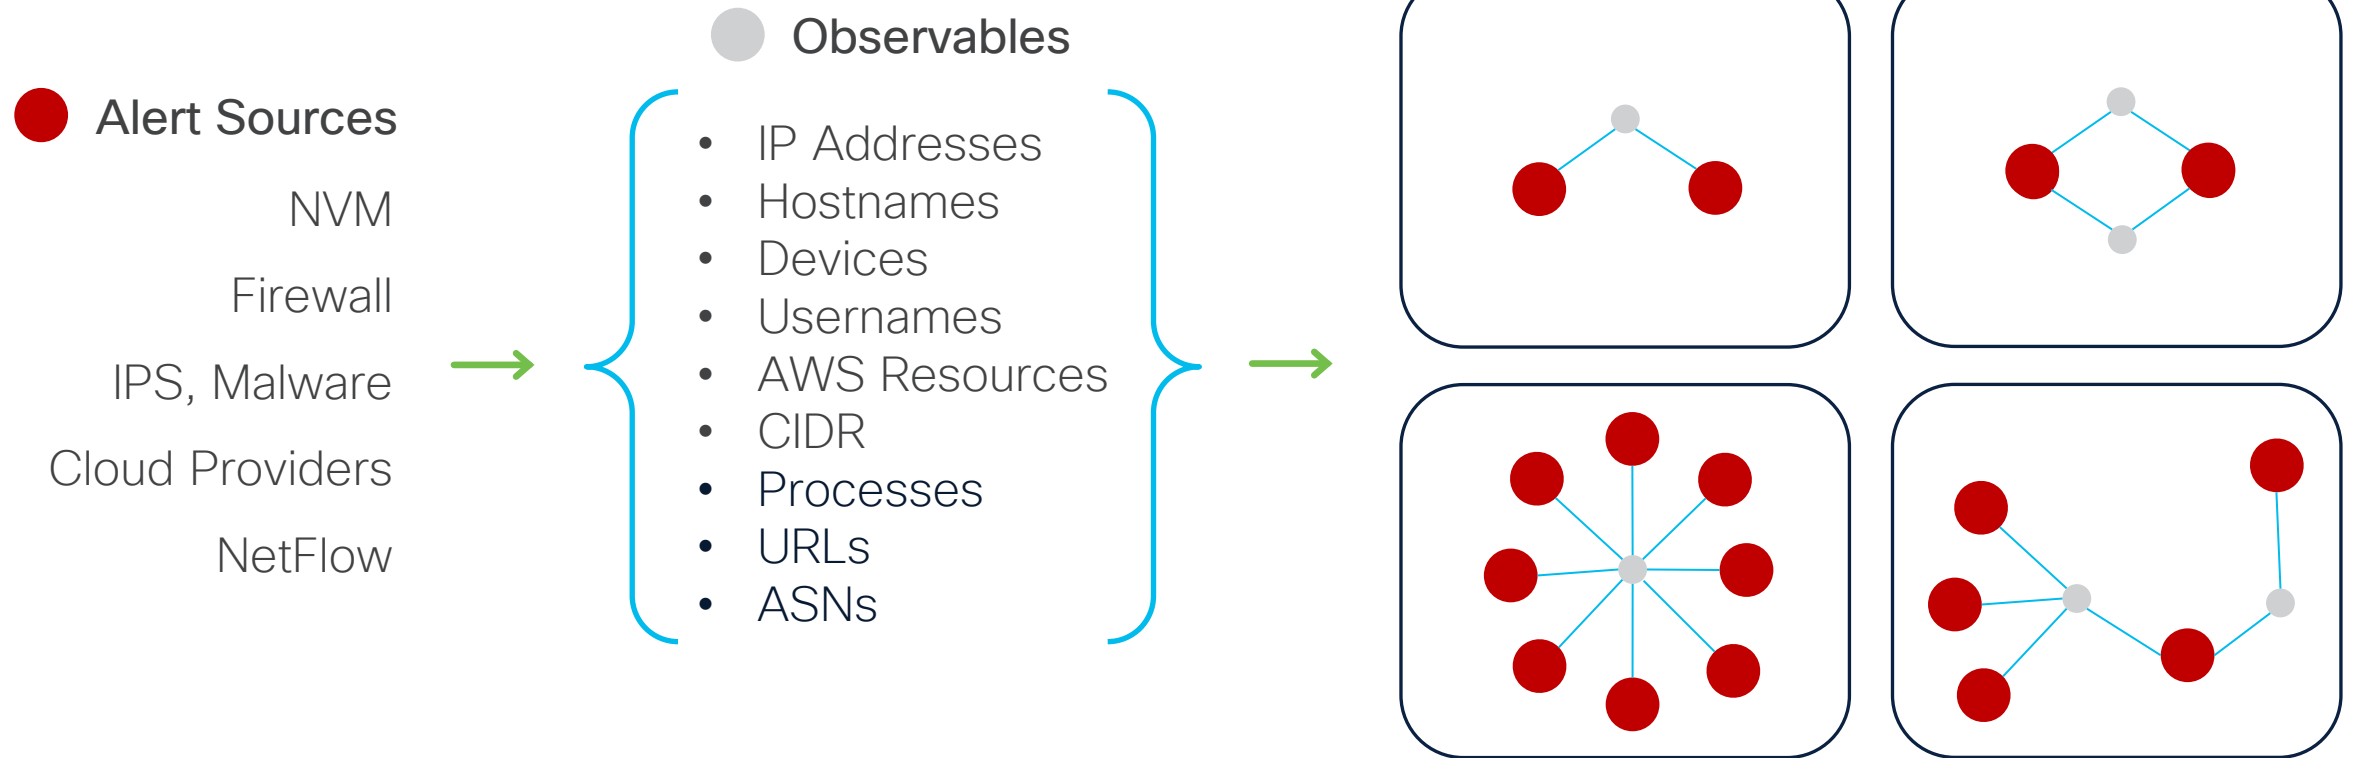 Alert Sources
NVM
Firewall
IPS, Malware
Cloud Providers
NetFlow
Observables
• IP Addresses
• Hostnames
• Devices
• Usernames
• AWS Resources
• CIDR
• Processes
• URLs
• ASNs